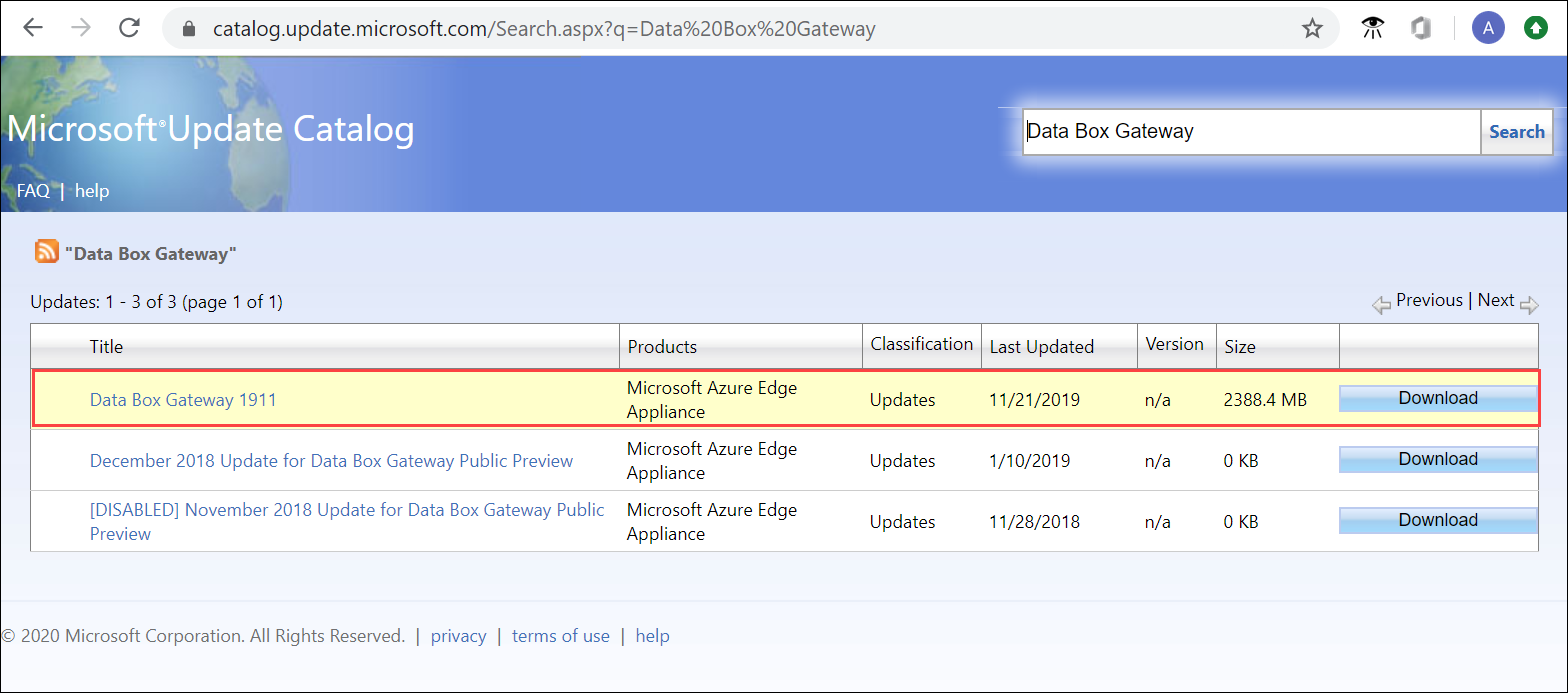 catalog.update.microsoft.com/Search.aspx?q=Data%20Box%20Gateway
A
Microsoft®Update Catalog
Data Box Gateway
Search
FAQ | help
"Data Box Gateway"
Updates: 1 - 3 of 3 (page 1 of 1)
Previous | Next
Title Products Classification Last Updated Version Size
Data Box Gateway 1911 Microsoft Azure Edge Appliance Updates 11/21/2019 n/a 2388.4 MB Download
December 2018 Update for Data Box Gateway Public Preview Microsoft Azure Edge Appliance Updates 1/10/2019 n/a 0 KB Download
[DISABLED] November 2018 Update for Data Box Gateway Public Preview Microsoft Azure Edge Appliance Updates 11/28/2018 n/a 0 KB Download
© 2020 Microsoft Corporation. All Rights Reserved. | privacy | terms of use | help